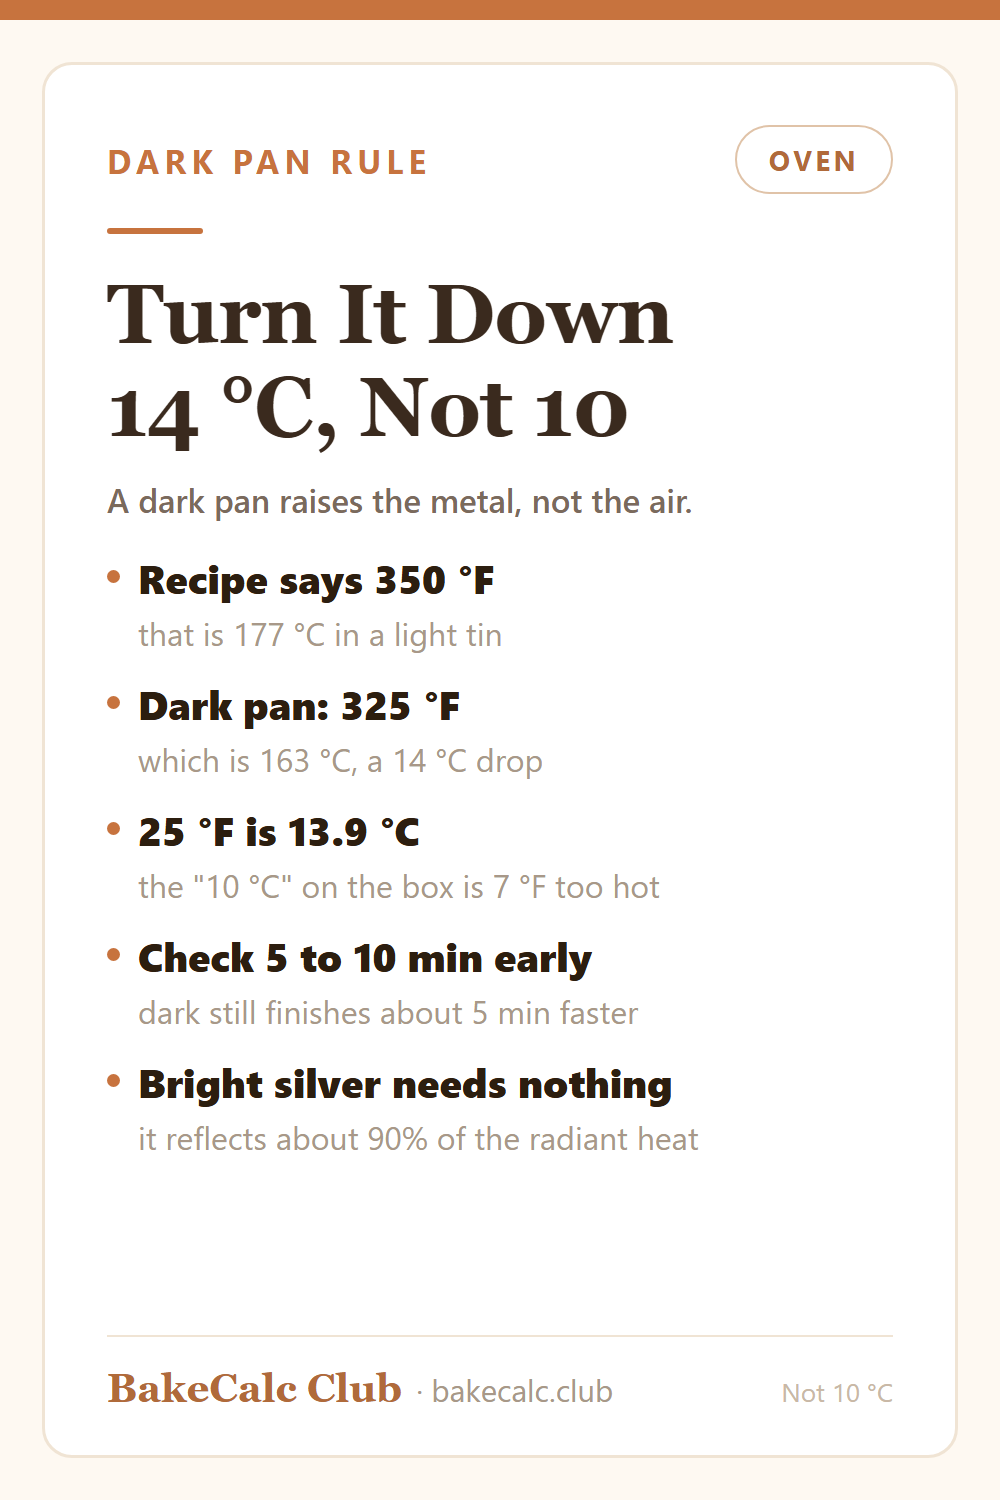 DARK PAN RULE
OVEN
Turn It Down
14 °C, Not 10
A dark pan raises the metal, not the air.
• Recipe says 350 °F
that is 177 °C in a light tin
• Dark pan: 325 °F
which is 163 °C, a 14 °C drop
• 25 °F is 13.9 °C
the "10 °C" on the box is 7 °F too hot
• Check 5 to 10 min early
dark still finishes about 5 min faster
• Bright silver needs nothing
it reflects about 90% of the radiant heat
BakeCalc Club · bakecalc.club
Not 10 °C